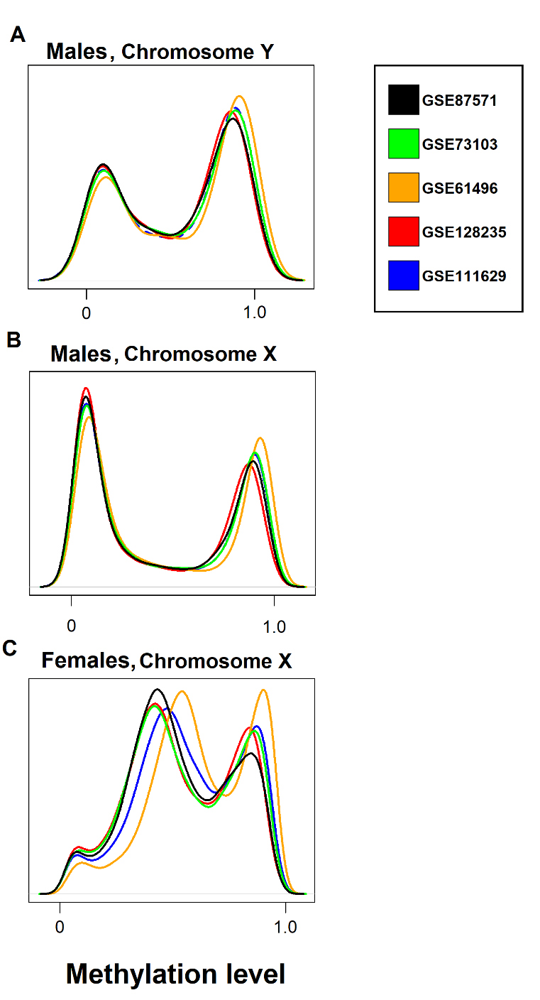 A
Males, Chromosome Y
0 1.0
GSE87571
GSE73103
GSE61496
GSE128235
GSE111629
B
Males, Chromosome X
0 1.0
C
Females, Chromosome X
0 1.0
Methylation level